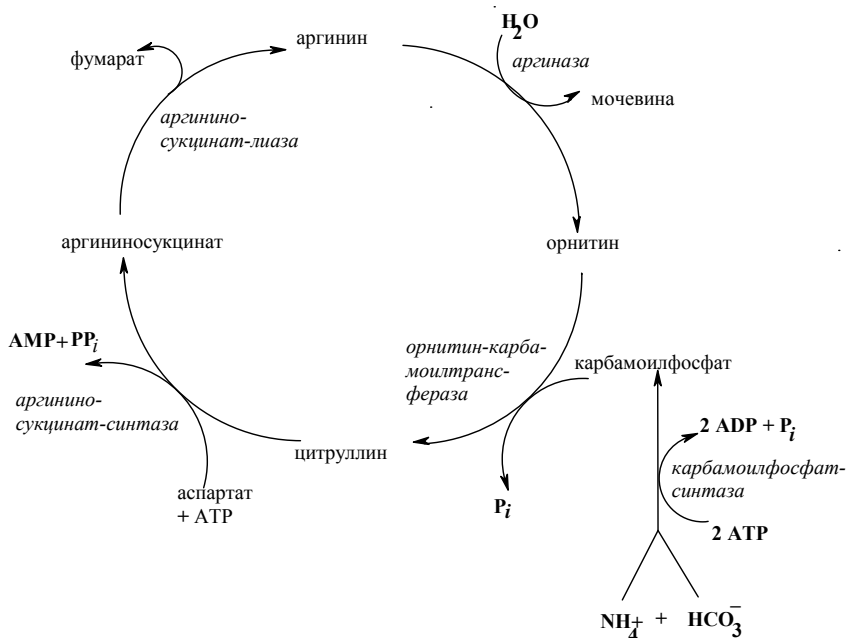 H₂O
аргинин
фумарат
аргиназа
мочевина
аргинино-
сукцинат-лиаза
аргининосукцинат
орнитин
AMP+PPi
орнитин-карба-
моилтранс-
фераза
карбамоилфосфат
аргинино-
сукцинат-синтаза
2 ADP + Pi
цитруллин
карбамоилфосфат-
синтаза
аспартат
+ АТР
Pi
2 ATP
NH₄⁺ + HCO₃⁻